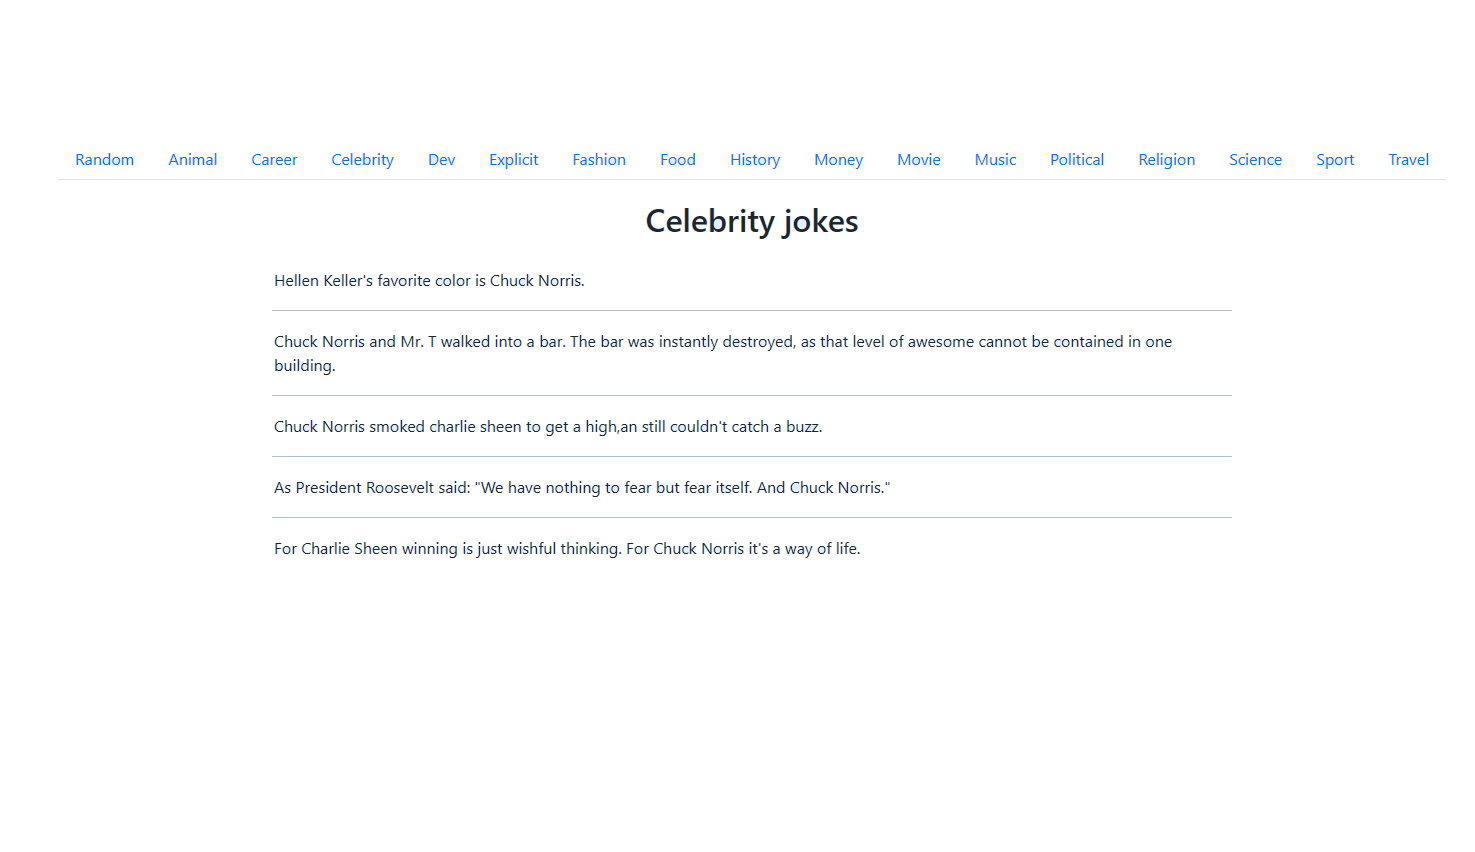 Random Animal Career Celebrity Dev Explicit Fashion Food History Money Movie Music Political Religion Science Sport Travel
Celebrity jokes
Hellen Keller's favorite color is Chuck Norris.
Chuck Norris and Mr. T walked into a bar. The bar was instantly destroyed, as that level of awesome cannot be contained in one
building.
Chuck Norris smoked charlie sheen to get a high,an still couldn't catch a buzz.
As President Roosevelt said: "We have nothing to fear but fear itself. And Chuck Norris."
For Charlie Sheen winning is just wishful thinking. For Chuck Norris it's a way of life.